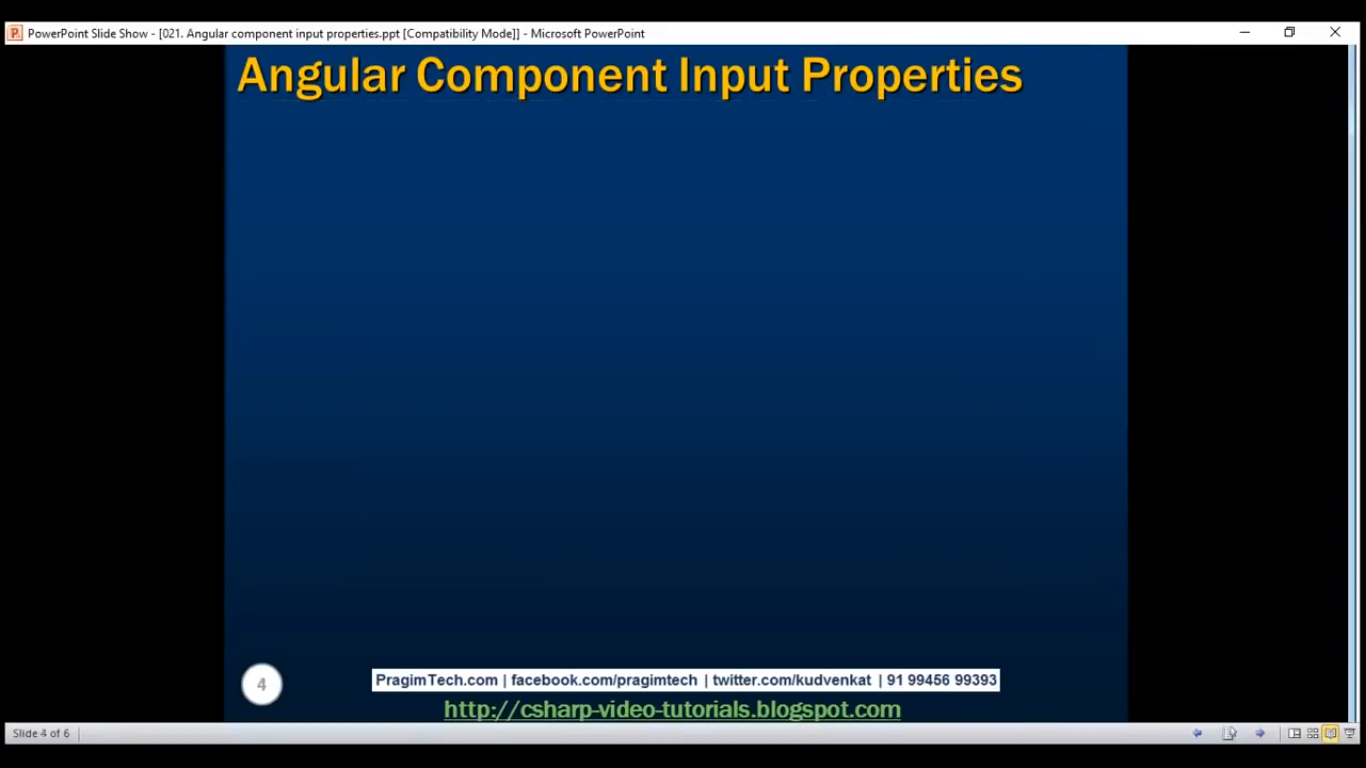 PowerPoint Slide Show - [021. Angular component input properties.ppt [Compatibility Mode]] - Microsoft PowerPoint
Angular Component Input Properties
4
PragimTech.com | facebook.com/pragimtech | twitter.com/kudvenkat | 91 99456 99393
http://csharp-video-tutorials.blogspot.com
Slide 4 of 6